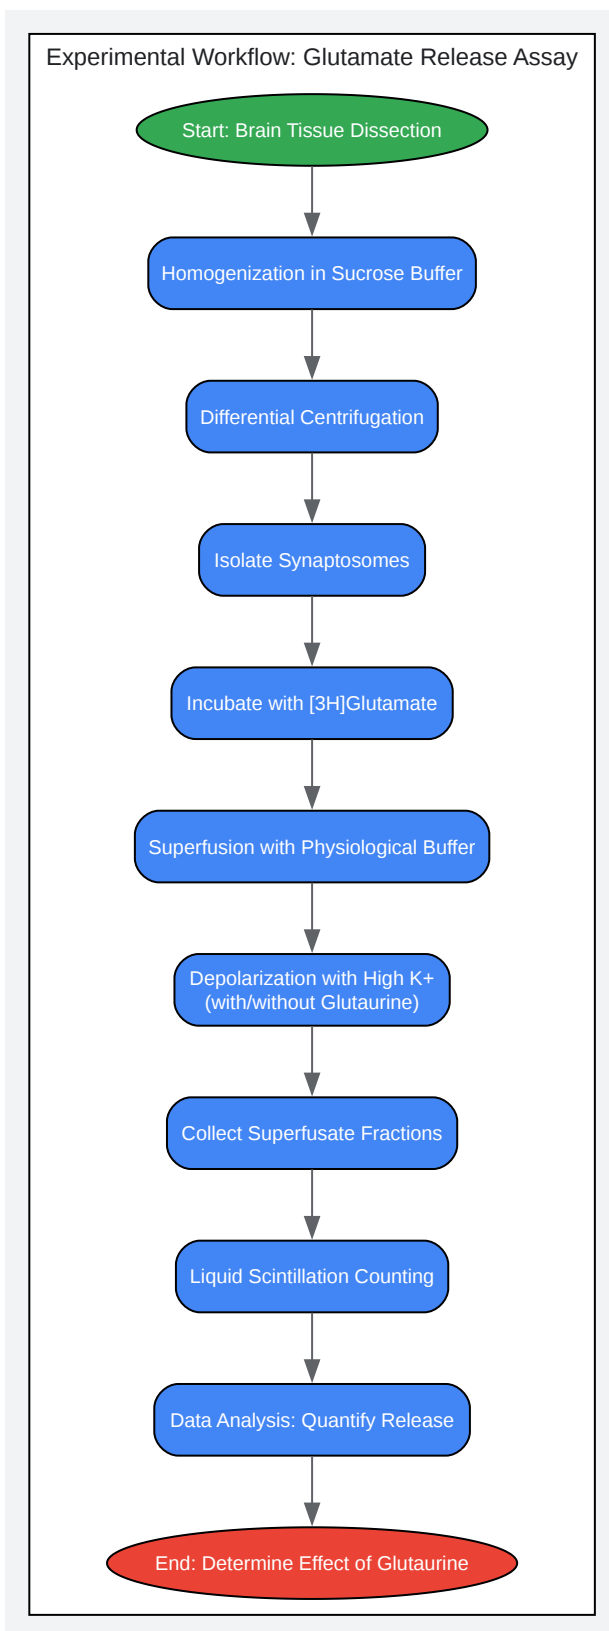 Experimental Workflow: Glutamate Release Assay
Start: Brain Tissue Dissection
Homogenization in Sucrose Buffer
Differential Centrifugation
Isolate Synaptosomes
Incubate with [3H]Glutamate
Superfusion with Physiological Buffer
Depolarization with High K+
(with/without Glutaurine)
Collect Superfusate Fractions
Liquid Scintillation Counting
Data Analysis: Quantify Release
End: Determine Effect of Glutaurine